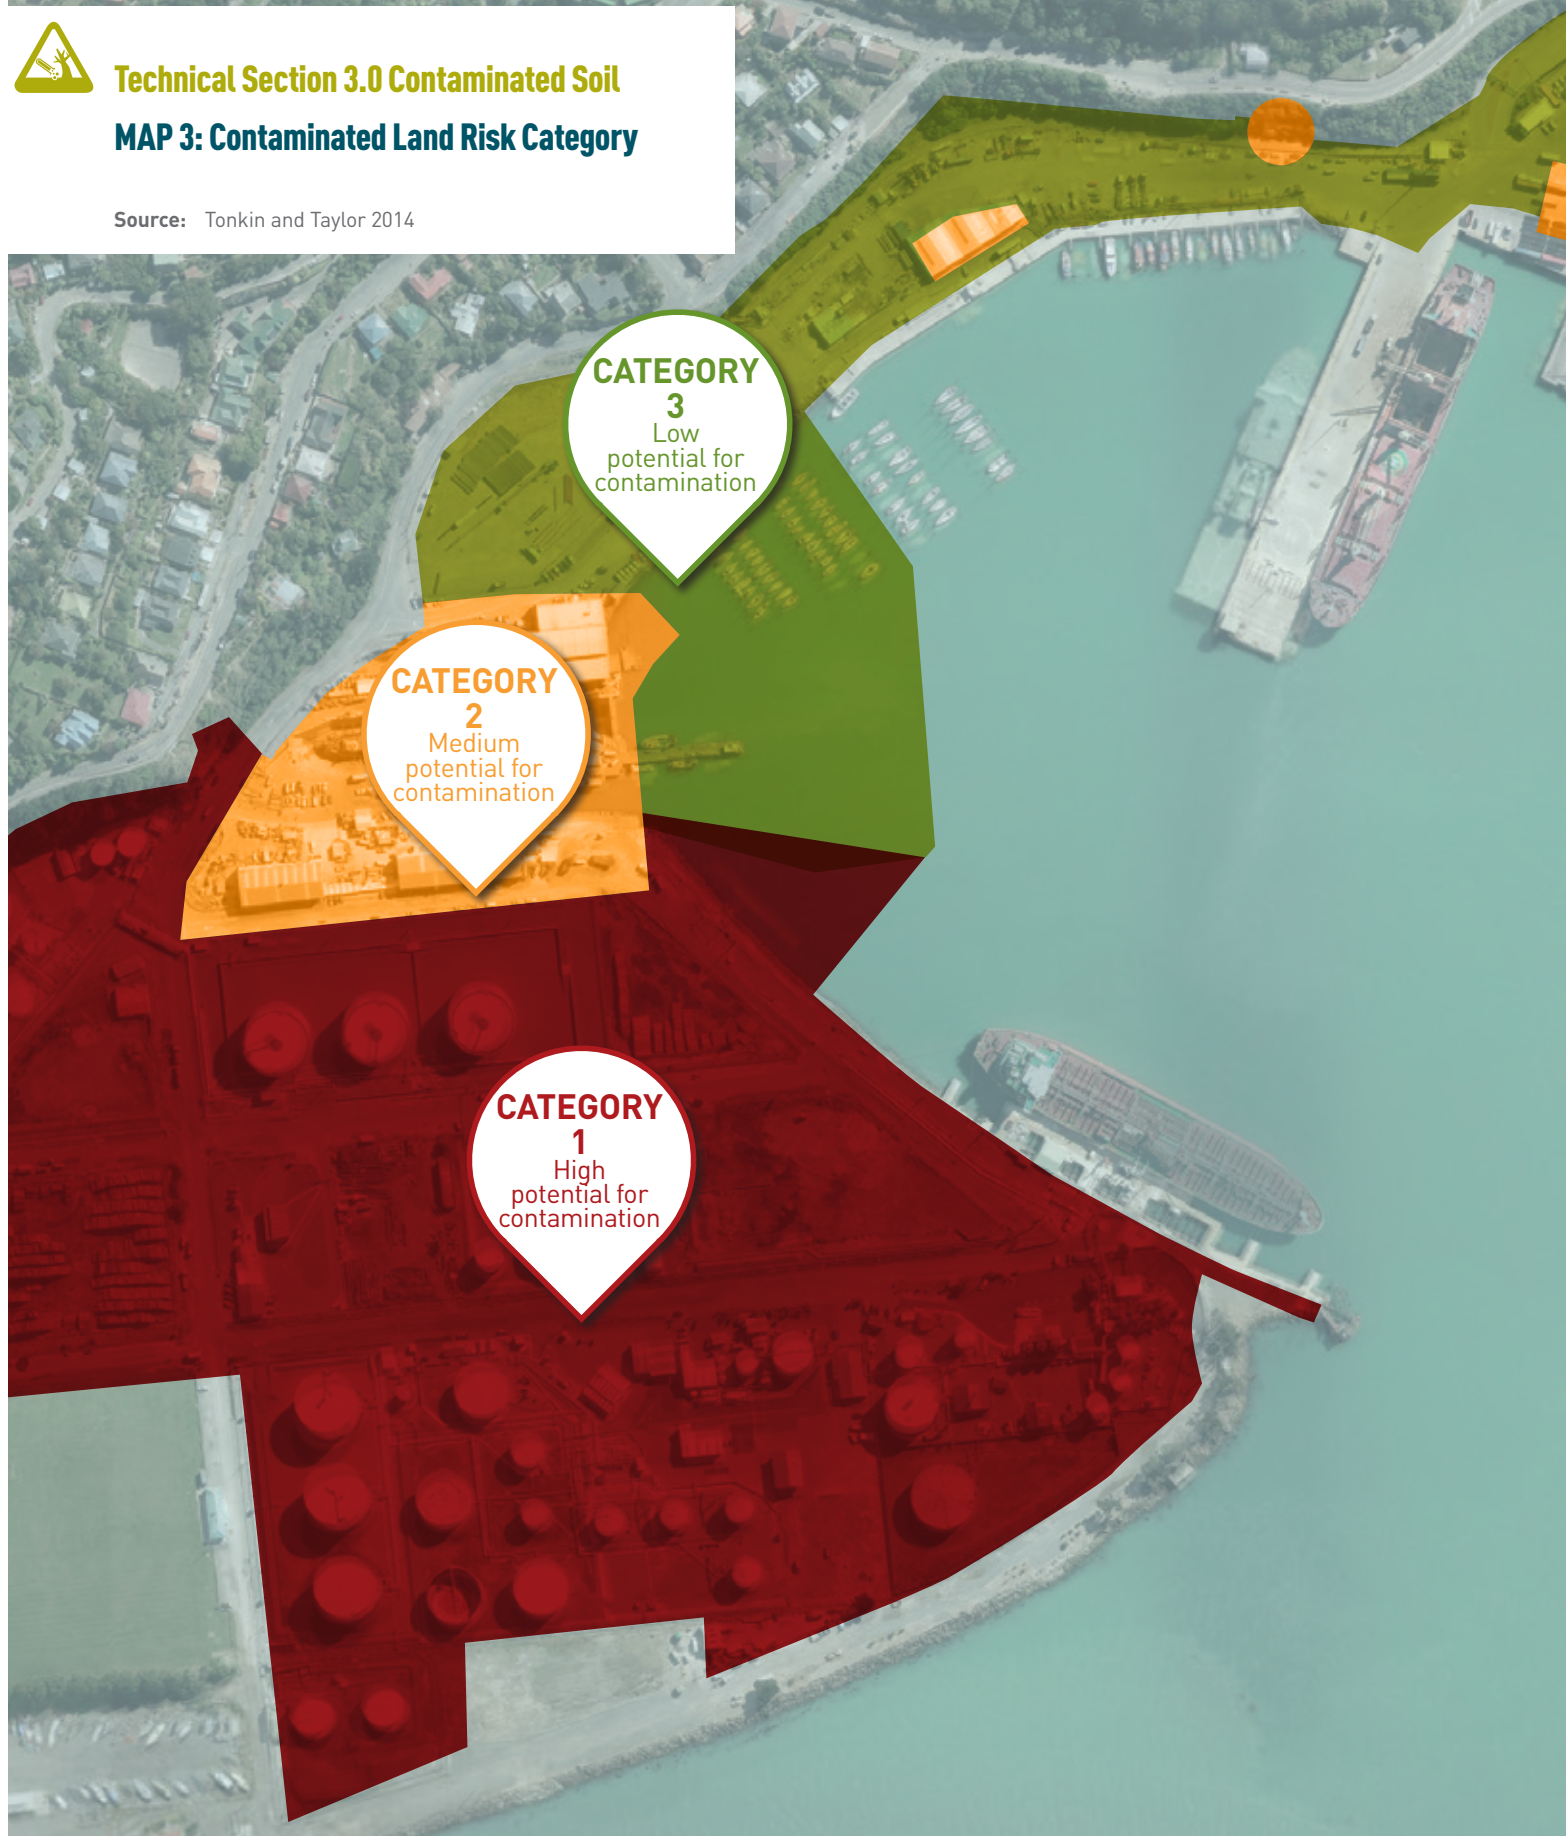 Technical Section 3.0 Contaminated Soil
MAP 3: Contaminated Land Risk Category
Source: Tonkin and Taylor 2014
CATEGORY
3
Low
potential for
contamination
CATEGORY
2
Medium
potential for
contamination
CATEGORY
1
High
potential for
contamination